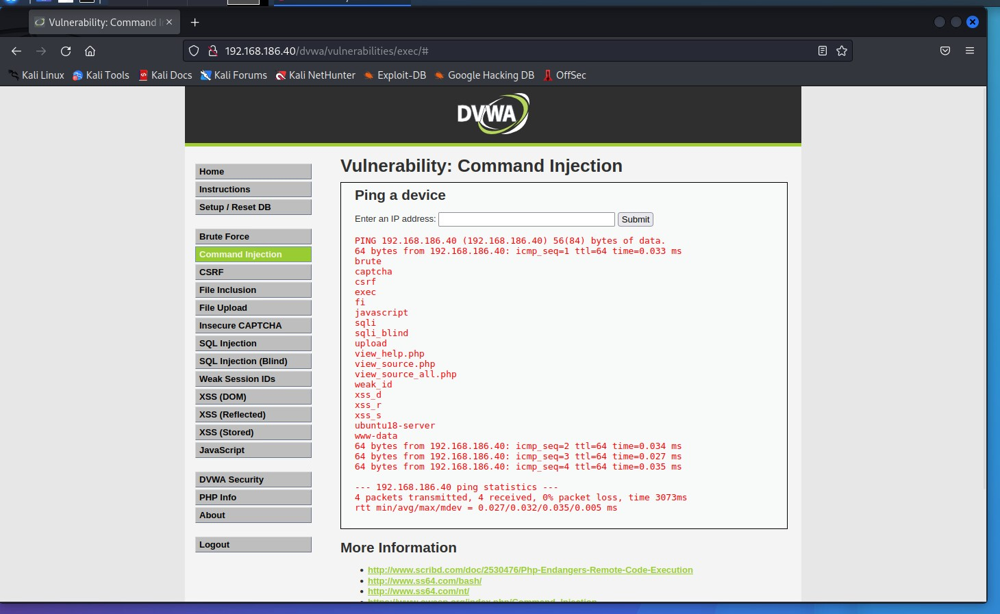 Vulnerability: Command I
192.168.186.40/dvwa/vulnerabilities/exec/#
Kali Linux
Kali Tools
Kali Docs
Kali Forums
Kali NetHunter
Exploit-DB
Google Hacking DB
OffSec
DVWA
Home
Instructions
Setup / Reset DB
Brute Force
Command Injection
CSRF
File Inclusion
File Upload
Insecure CAPTCHA
SQL Injection
SQL Injection (Blind)
Weak Session IDs
XSS (DOM)
XSS (Reflected)
XSS (Stored)
JavaScript
DVWA Security
PHP Info
About
Logout
Vulnerability: Command Injection
Ping a device
Enter an IP address:
Submit
PING 192.168.186.40 (192.168.186.40) 56(84) bytes of data.
64 bytes from 192.168.186.40: icmp_seq=1 ttl=64 time=0.033 ms
brute
captcha
csrf
exec
fi
javascript
sqli
sqli_blind
upload
view_help.php
view_source.php
view_source_all.php
weak_id
xss_d
xss_r
xss_s
ubuntu18-server
www-data
64 bytes from 192.168.186.40: icmp_seq=2 ttl=64 time=0.034 ms
64 bytes from 192.168.186.40: icmp_seq=3 ttl=64 time=0.027 ms
64 bytes from 192.168.186.40: icmp_seq=4 ttl=64 time=0.035 ms
--- 192.168.186.40 ping statistics ---
4 packets transmitted, 4 received, 0% packet loss, time 3073ms
rtt min/avg/max/mdev = 0.027/0.032/0.035/0.005 ms
More Information
http://www.scribd.com/doc/2530476/Php-Endangers-Remote-Code-Execution
http://www.ss64.com/bash/
http://www.ss64.com/nt/
https://www.owasp.org/index.php/Command_Injection